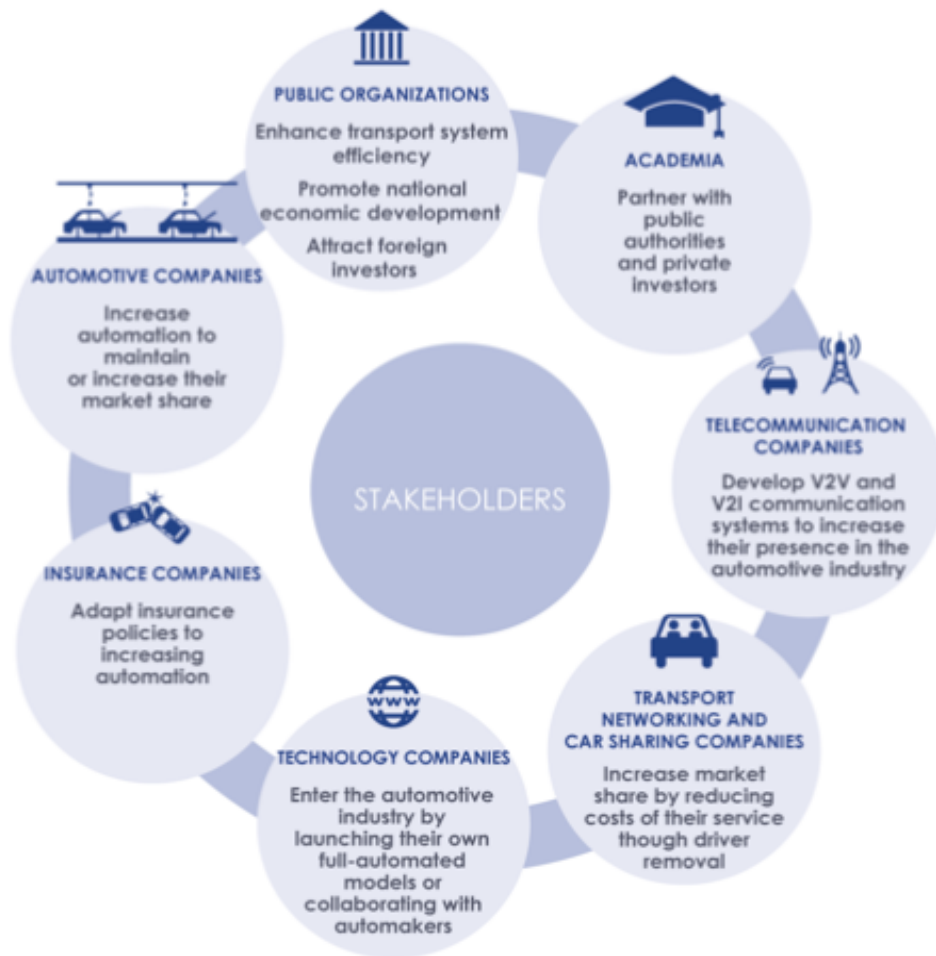 PUBLIC ORGANIZATIONS
Enhance transport system
efficiency
Promote national
economic development
Attract foreign
investors
ACADEMIA
Partner with
public
authorities
and private
investors
TELECOMMUNICATION
COMPANIES
Develop V2V and
V2I communication
systems to increase
their presence in the
automotive industry
TRANSPORT
NETWORKING AND
CAR SHARING COMPANIES
Increase market
share by reducing
costs of their service
though driver
removal
WWW
TECHNOLOGY COMPANIES
Enter the automotive
industry by
launching their own
full-automated
models or
collaborating with
automakers
INSURANCE COMPANIES
Adapt insurance
policies to
increasing
automation
AUTOMOTIVE COMPANIES
Increase
automation to
maintain
or increase their
market share
STAKEHOLDERS